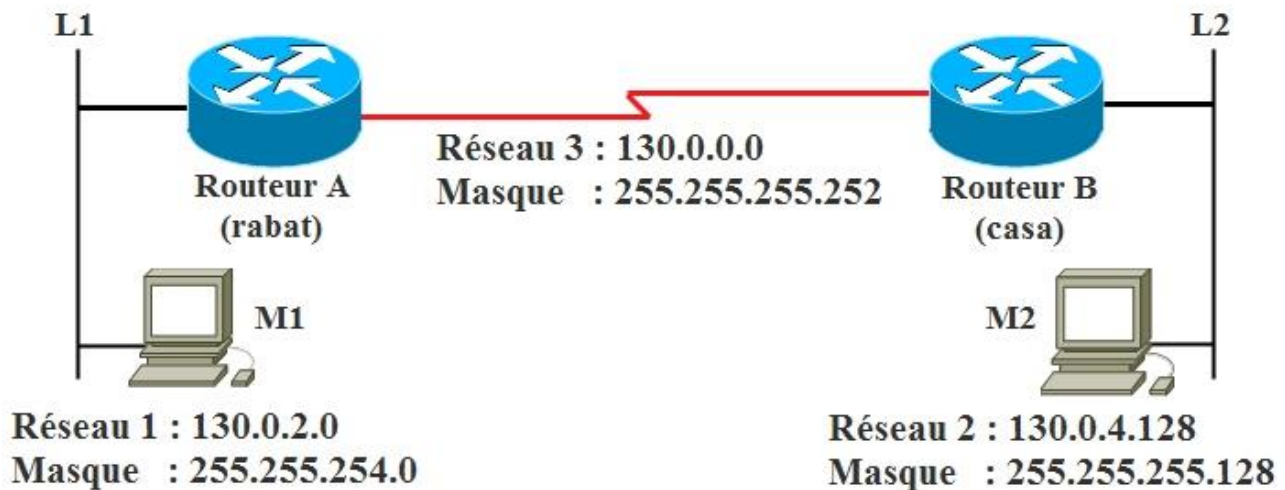 L1
L2
Réseau 3 : 130.0.0.0
Masque : 255.255.255.252
Routeur A
(rabat)
Routeur B
(casa)
M1
M2
Réseau 1 : 130.0.2.0
Masque : 255.255.254.0
Réseau 2 : 130.0.4.128
Masque : 255.255.255.128